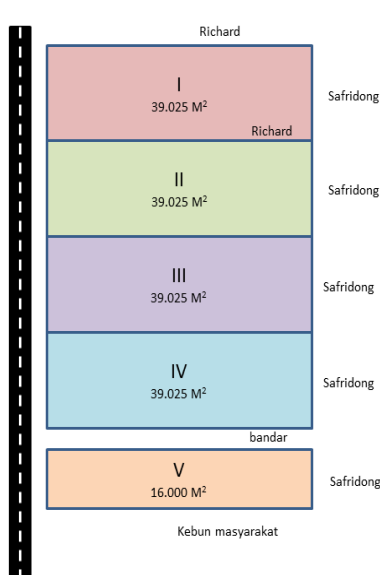 Richard
I
39.025 M²
Safridong
Richard
II
39.025 M²
Safridong
III
39.025 M²
Safridong
IV
39.025 M²
Safridong
bandar
V
16.000 M²
Safridong
Kebun masyarakat